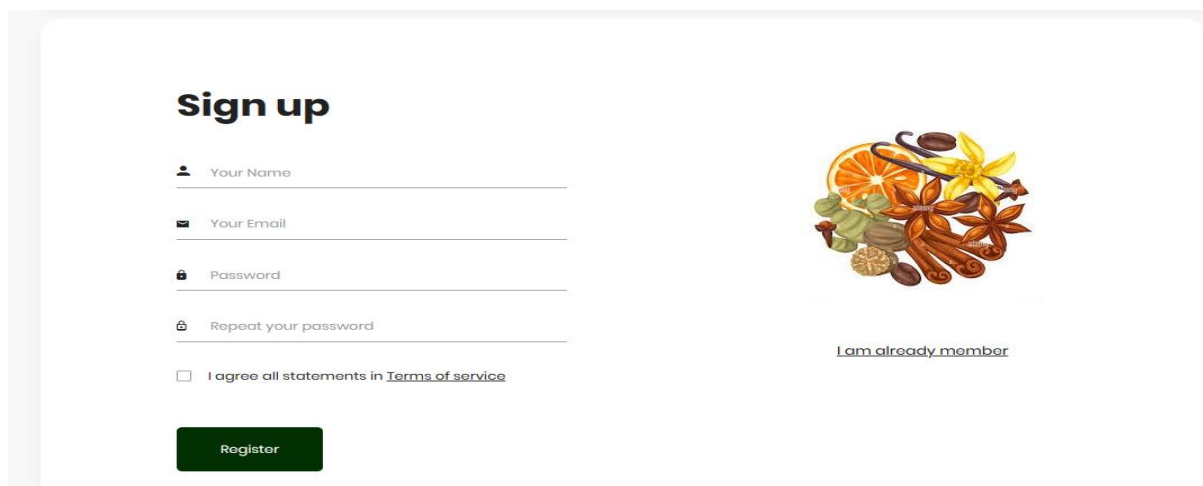 Sign up
Your Name
Your Email
Password
Repeat your password
I agree all statements in Terms of service
Register
I am already member